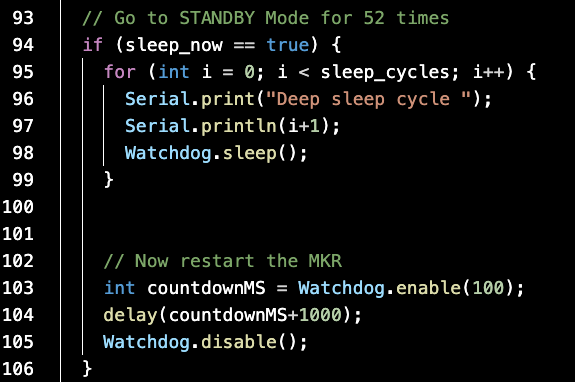 93 // Go to STANDBY Mode for 52 times
94 if (sleep_now == true) {
95 for (int i = 0; i < sleep_cycles; i++) {
96 Serial.print("Deep sleep cycle ");
97 Serial.println(i+1);
98 Watchdog.sleep();
99 }
100
101
102 // Now restart the MKR
103 int countdownMS = Watchdog.enable(100);
104 delay(countdownMS+1000);
105 Watchdog.disable();
106 }